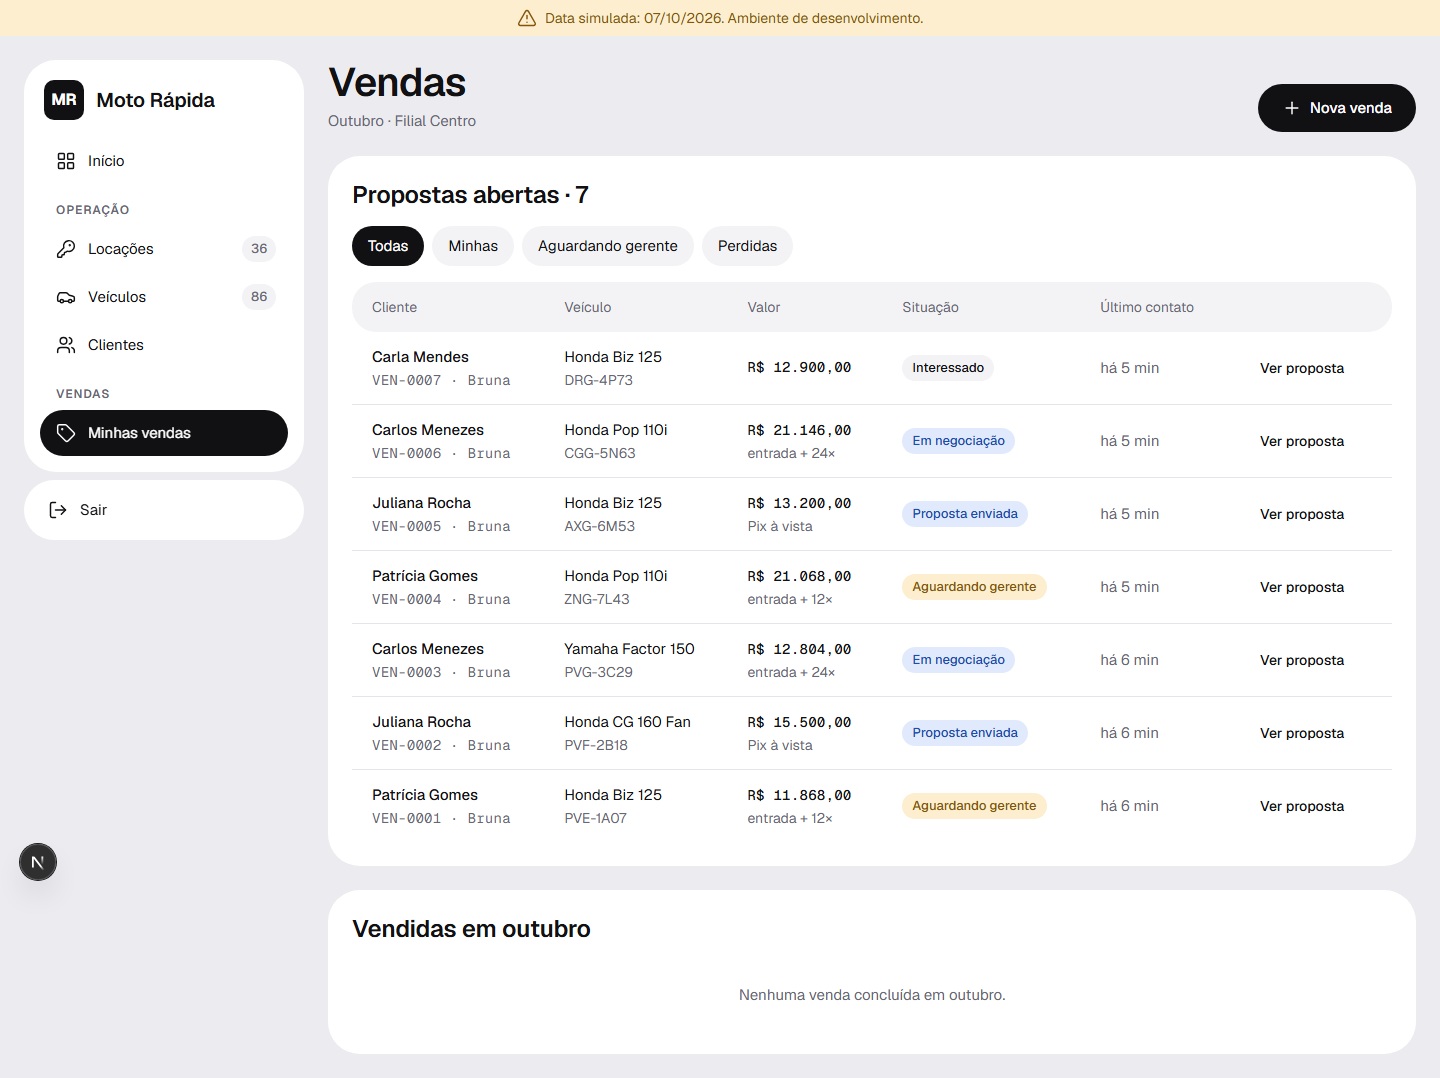 Data simulada: 07/10/2026. Ambiente de desenvolvimento.
MR Moto Rápida
Início
OPERAÇÃO
Locações 36
Veículos 86
Clientes
VENDAS
Minhas vendas
Sair
N
Vendas
Outubro · Filial Centro
Nova venda
Propostas abertas · 7
Todas Minhas Aguardando gerente Perdidas
Cliente Veículo Valor Situação Último contato
Carla Mendes Honda Biz 125 R$ 12.900,00 Interessado há 5 min Ver proposta
VEN-0007 · Bruna DRG-4P73
Carlos Menezes Honda Pop 110i R$ 21.146,00 Em negociação há 5 min Ver proposta
VEN-0006 · Bruna CGG-5N63 entrada + 24×
Juliana Rocha Honda Biz 125 R$ 13.200,00 Proposta enviada há 5 min Ver proposta
VEN-0005 · Bruna AXG-6M53 Pix à vista
Patrícia Gomes Honda Pop 110i R$ 21.068,00 Aguardando gerente há 5 min Ver proposta
VEN-0004 · Bruna ZNG-7L43 entrada + 12×
Carlos Menezes Yamaha Factor 150 R$ 12.804,00 Em negociação há 6 min Ver proposta
VEN-0003 · Bruna PVG-3C29 entrada + 24×
Juliana Rocha Honda CG 160 Fan R$ 15.500,00 Proposta enviada há 6 min Ver proposta
VEN-0002 · Bruna PVF-2B18 Pix à vista
Patrícia Gomes Honda Biz 125 R$ 11.868,00 Aguardando gerente há 6 min Ver proposta
VEN-0001 · Bruna PVE-1A07 entrada + 12×
Vendidas em outubro
Nenhuma venda concluída em outubro.